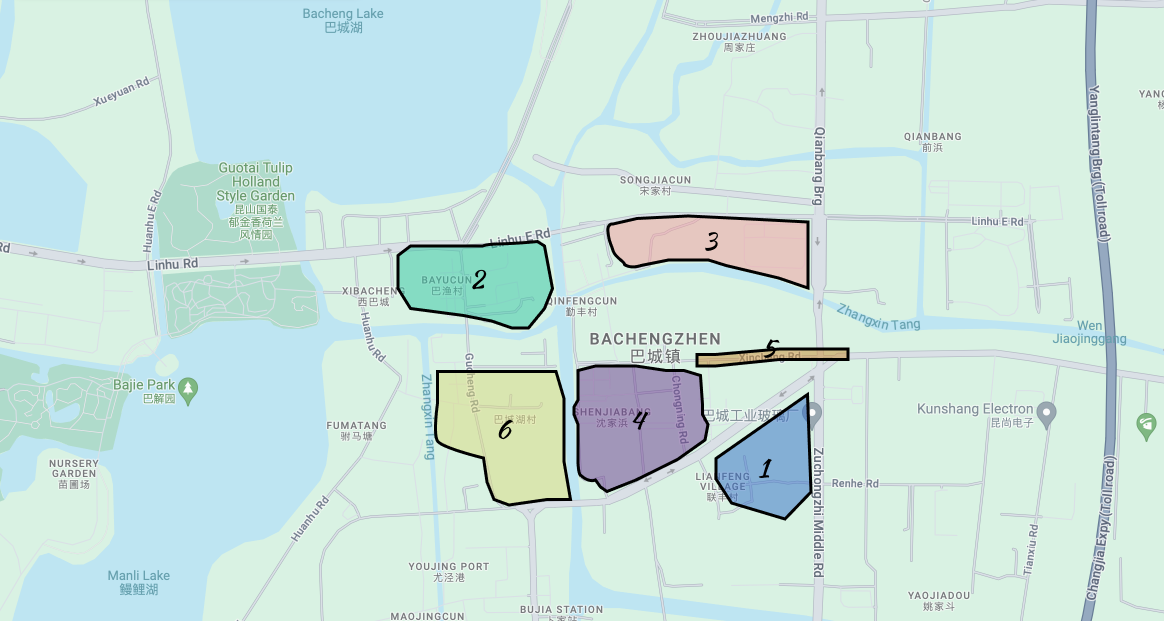 Bacheng Lake
巴城湖
Mengzhi Rd
ZHOUJIAZHUANG
周家庄
Xueyuan Rd
YANG
杨
Yanglintang Brg (Toll road)
Qianbang Brg
QIANBANG
前浜
Guotai Tulip
Holland
Style Garden
昆山国泰
郁金香荷兰
风情园
SONGJIACUN
宋家村
Huanhu E Rd
Linhu E Rd
Linhu E Rd
3
Rd
Linhu Rd
BAYUCUN
巴渔村
2
XIBACHENG
西巴城
QINFENGCUN
勤丰村
Zhangxin Tang
Wen
Jiaojinggang
Huanhu Rd
BACHENGZHEN
巴城镇
5
Xincheng Rd
Gucheng Rd
Zhangxin Tang
Bajie Park
巴解园
Chongning Rd
SHENJIABANG
沈家浜
4
巴城湖村
6
巴城工业玻璃厂
Kunshang Electron
昆尚电子
FUMATANG
驸马塘
NURSERY
GARDEN
苗圃场
LIANFENG
VILLAGE
联丰村
1
Renhe Rd
Zuchongzhi Middle Rd
Huanhu Rd
Tianxiu Rd
Changjia Expy (Toll road)
Manli Lake
鳗鲤湖
YOUJING PORT
尤泾港
YAOJIADOU
姚家斗
MAOJINGCUN
BUJIA STATION